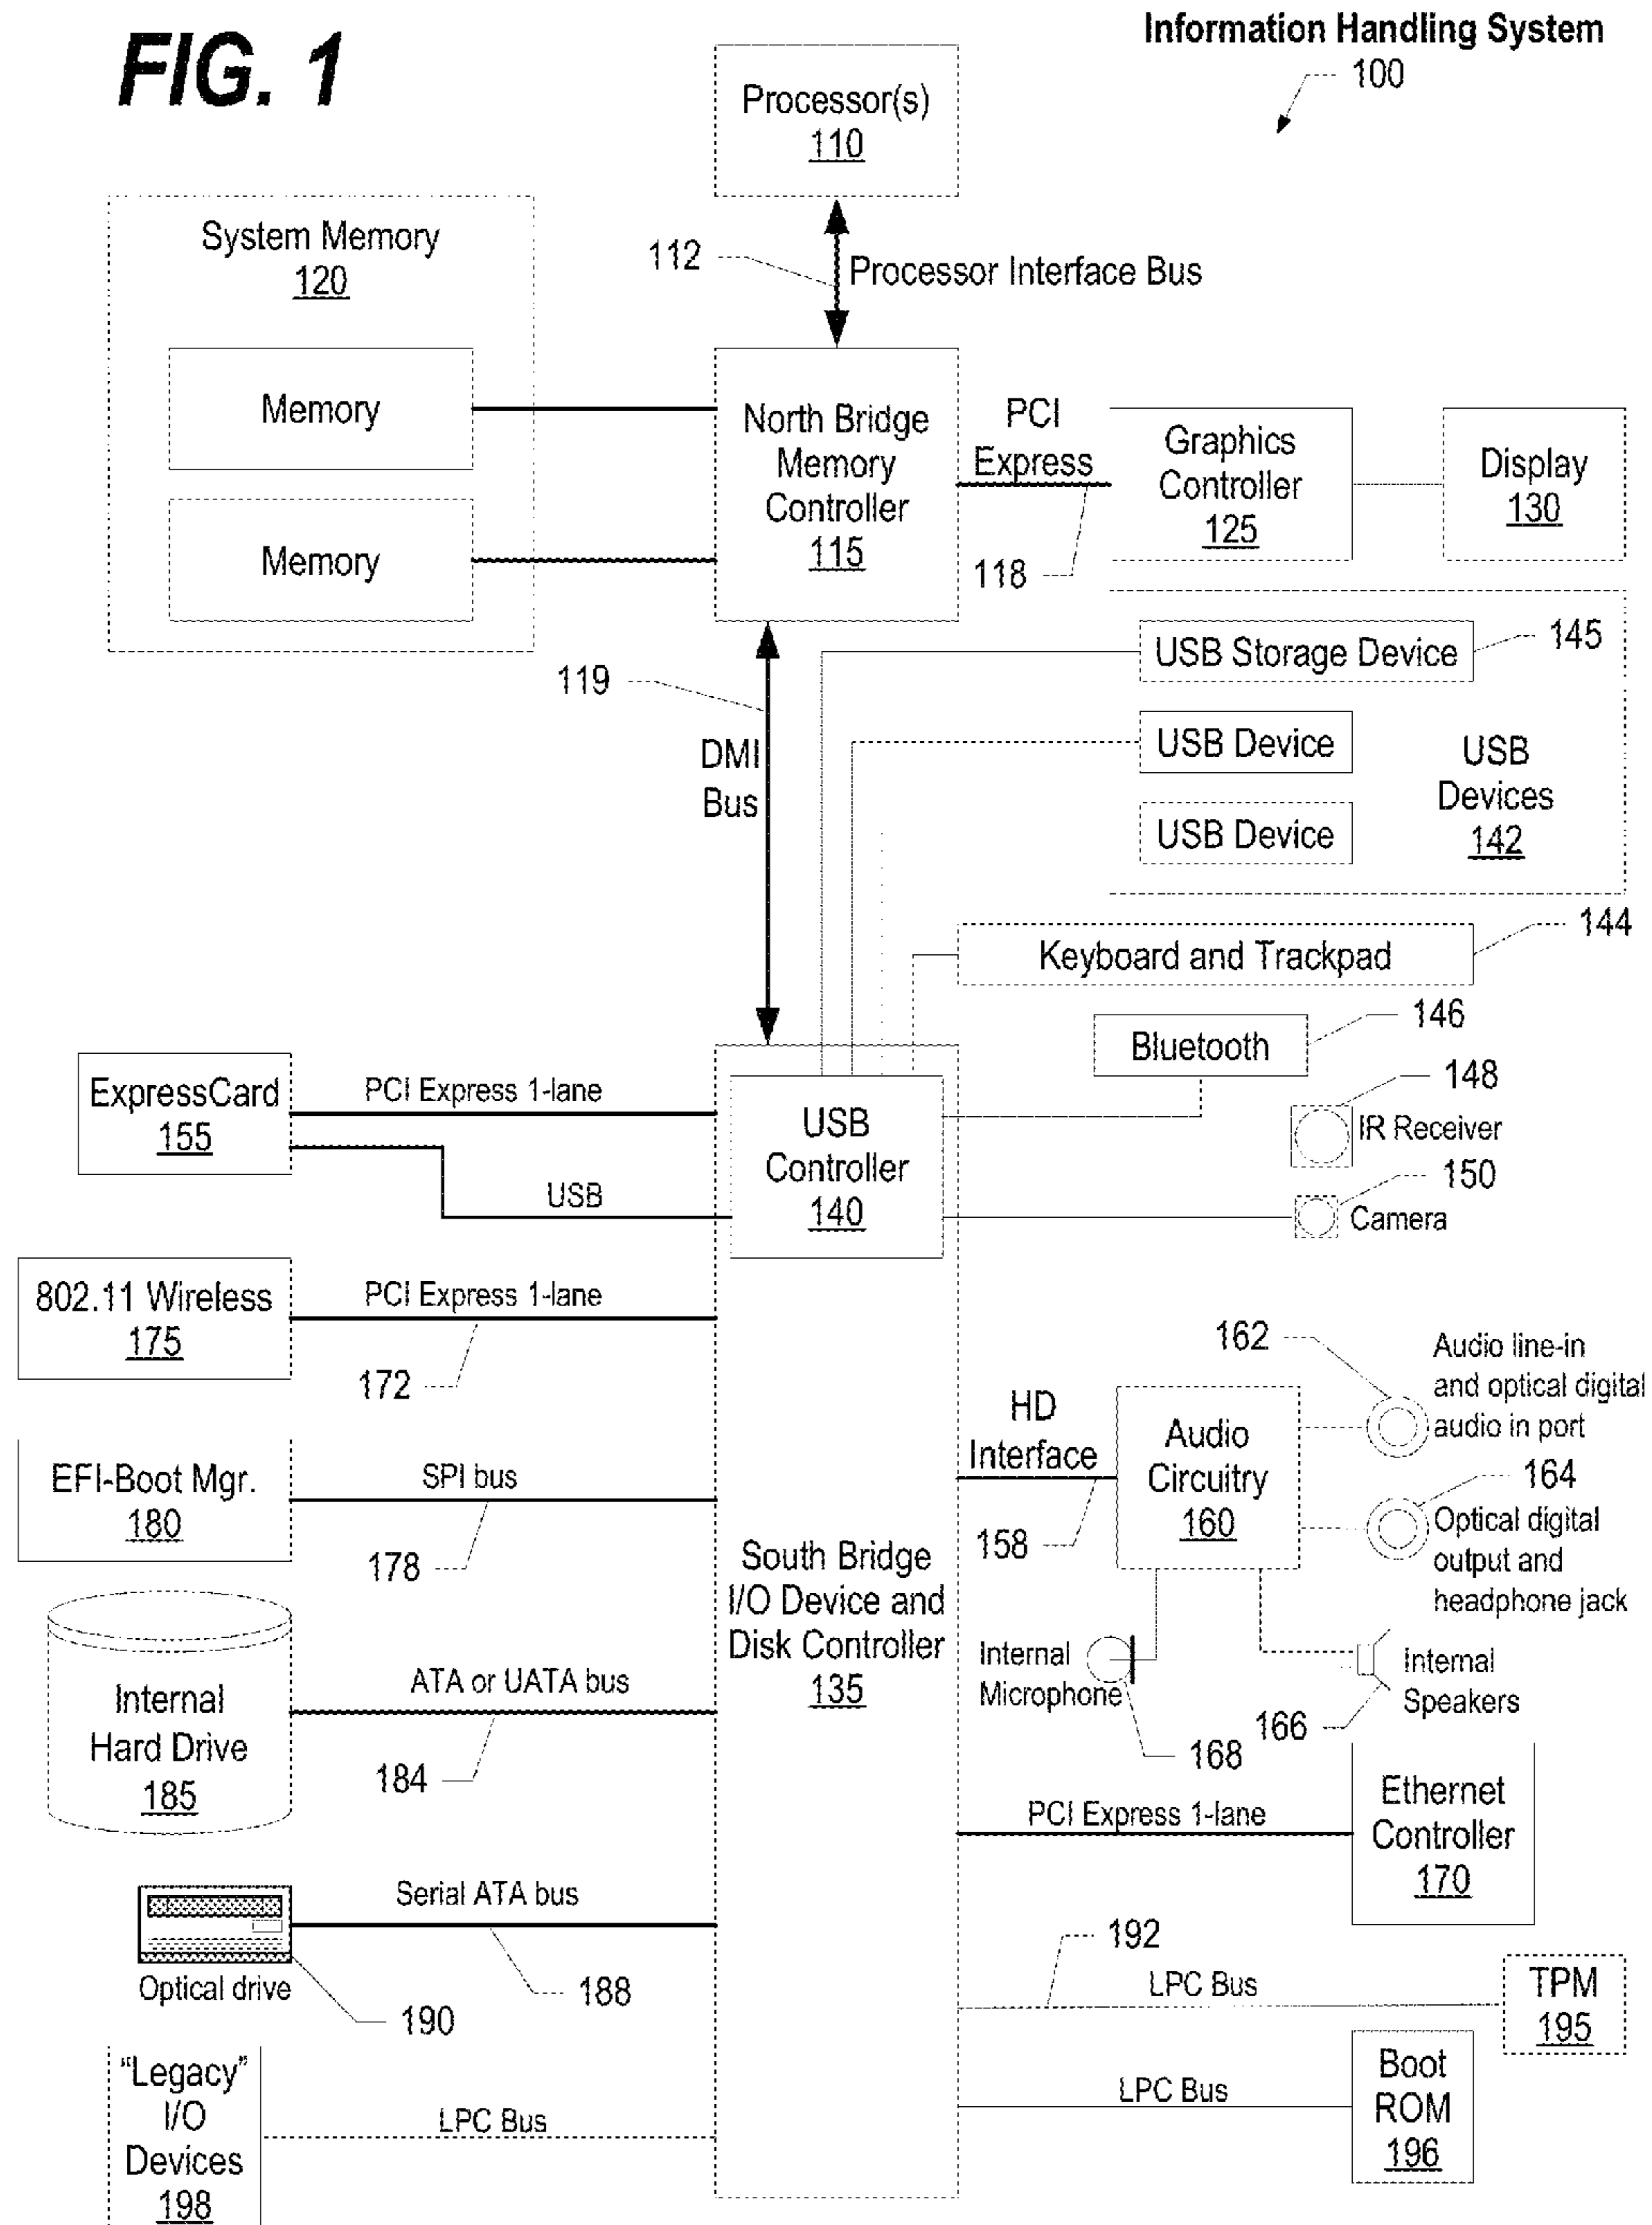 FIG. 1
Information Handling System
100
Processor(s)
110
System Memory
120
112
Processor Interface Bus
Memory
Memory
North Bridge
Memory
Controller
115
PCI
Express
118
Graphics
Controller
125
Display
130
119
DMI
Bus
USB Storage Device
145
USB Device
USB Device
USB
Devices
142
144
Keyboard and Trackpad
146
Bluetooth
148
IR Receiver
150
Camera
ExpressCard
155
PCI Express 1-lane
USB
USB
Controller
140
802.11 Wireless
175
PCI Express 1-lane
172
162
Audio line-in
and optical digital
audio in port
HD
Interface
158
Audio
Circuitry
160
164
Optical digital
output and
headphone jack
EFI-Boot Mgr.
180
SPI bus
178
South Bridge
I/O Device and
Disk Controller
135
Internal
Microphone
168
Internal
Speakers
166
Internal
Hard Drive
185
ATA or UATA bus
184
PCI Express 1-lane
Ethernet
Controller
170
Serial ATA bus
188
Optical drive
190
192
LPC Bus
TPM
195
"Legacy"
I/O
Devices
198
LPC Bus
LPC Bus
Boot
ROM
196